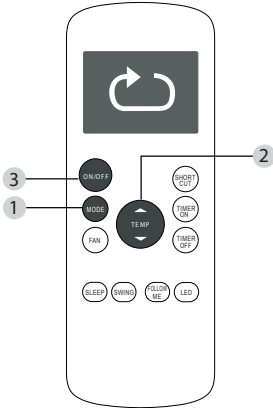 2
ON/OFF
SHORT
CUT
3
1
MODE
TEMP
TIMER
ON
FAN
TIMER
OFF
SLEEP
SWING
FOLLOW
ME
LED